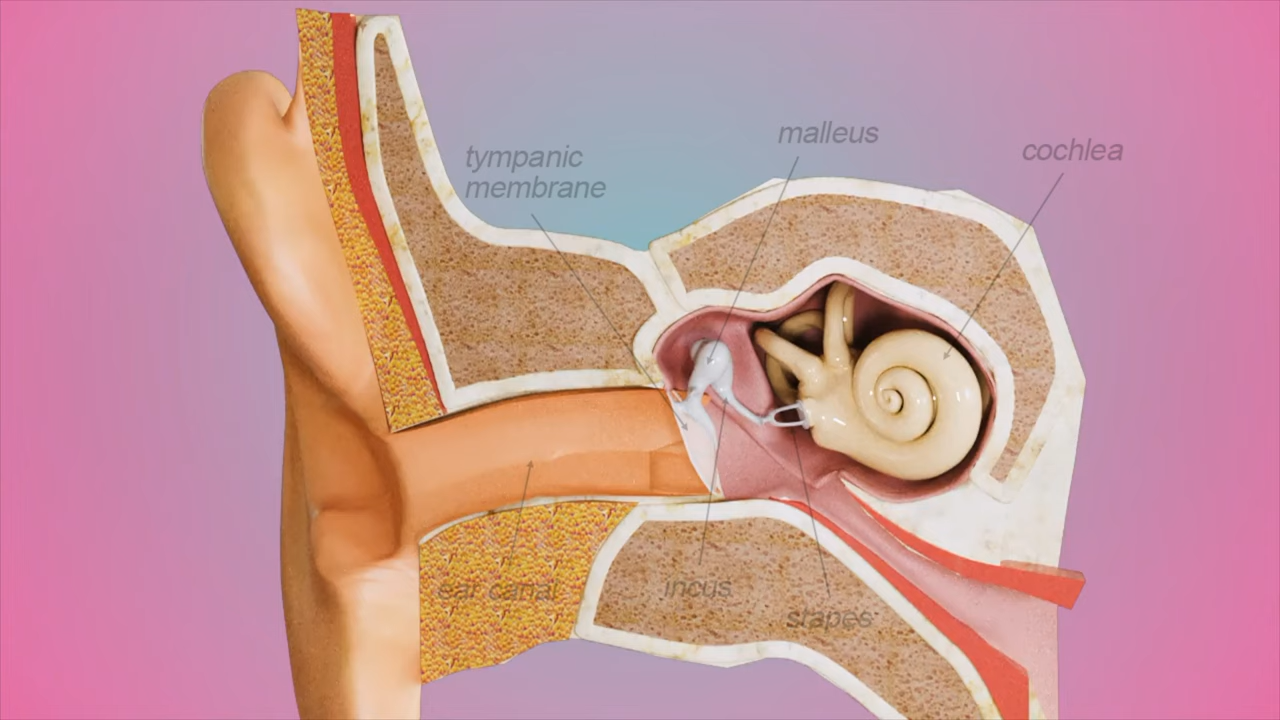 tympanic
membrane
malleus
cochlea
ear canal
incus
stapes